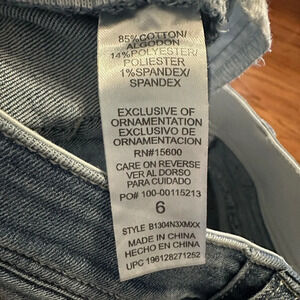 85% COTTON/
ALGODON
14% POLYESTER/
POLIESTER
1% SPANDEX/
SPANDEX
EXCLUSIVE OF
ORNAMENTATION
EXCLUSIVO DE
ORNAMENTACION
RN#15600
CARE ON REVERSE
VER AL DORSO
PARA CUIDADO
PO# 100-00115213
6
STYLE B1304N3XMXX
MADE IN CHINA
HECHO EN CHINA
UPC 196128271252